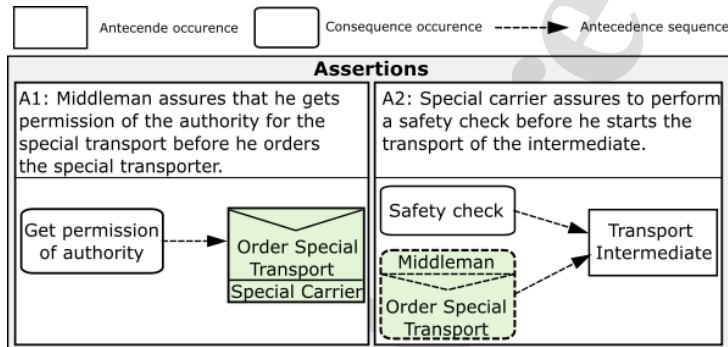 Antecende occurence
Consequence occurence
Antecedence sequence
Assertions
A1: Middleman assures that he gets
permission of the authority for the
special transport before he orders
the special transporter.
A2: Special carrier assures to perform
a safety check before he starts the
transport of the intermediate.
Get permission
of authority
Order Special
Transport
Special Carrier
Safety check
Middleman
Order Special
Transport
Transport
Intermediate